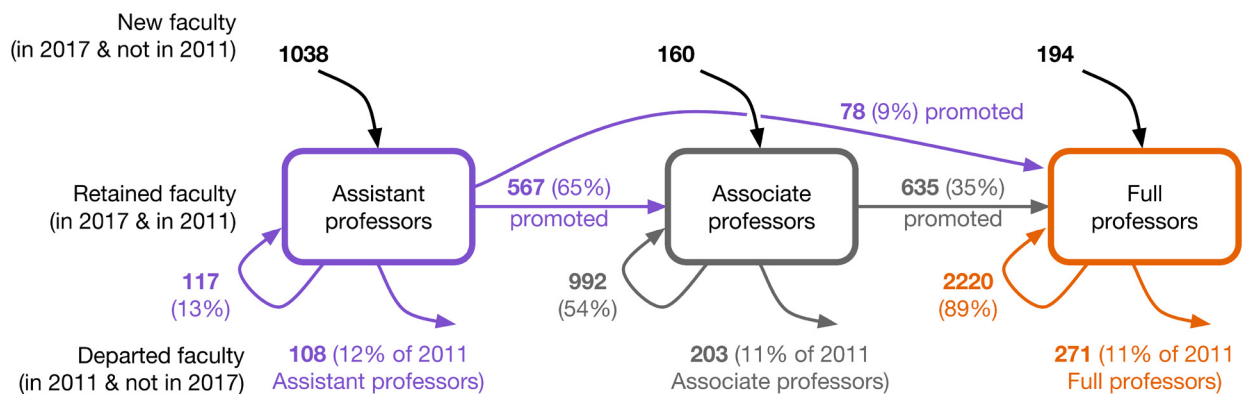 New faculty
(in 2017 & not in 2011)
1038
160
194
78 (9%) promoted
Retained faculty
(in 2017 & in 2011)
Assistant
professors
567 (65%)
promoted
Associate
professors
635 (35%)
promoted
Full
professors
117
(13%)
992
(54%)
2220
(89%)
Departed faculty
(in 2011 & not in 2017)
108 (12% of 2011
Assistant professors)
203 (11% of 2011
Associate professors)
271 (11% of 2011
Full professors)